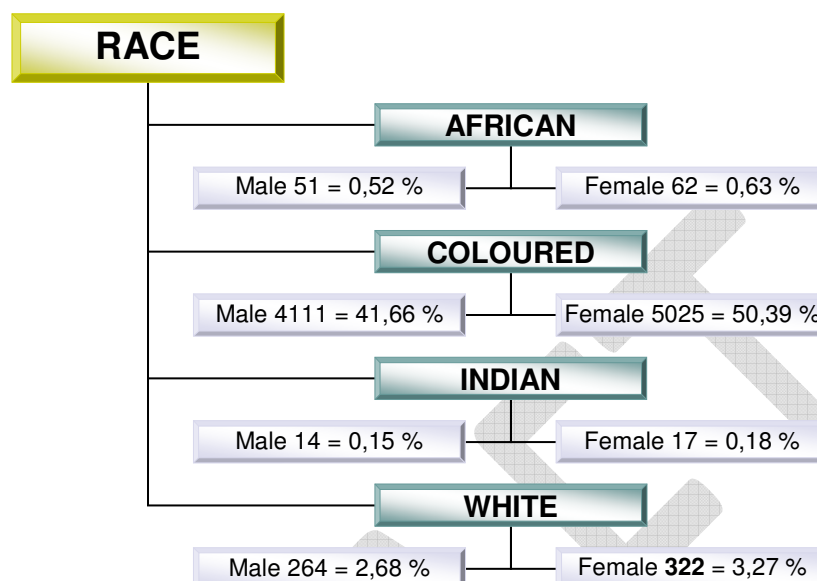 RACE
AFRICAN
Male 51 = 0,52 %
Female 62 = 0,63 %
COLOURED
Male 4111 = 41,66 %
Female 5025 = 50,39 %
INDIAN
Male 14 = 0,15 %
Female 17 = 0,18 %
WHITE
Male 264 = 2,68 %
Female 322 = 3,27 %